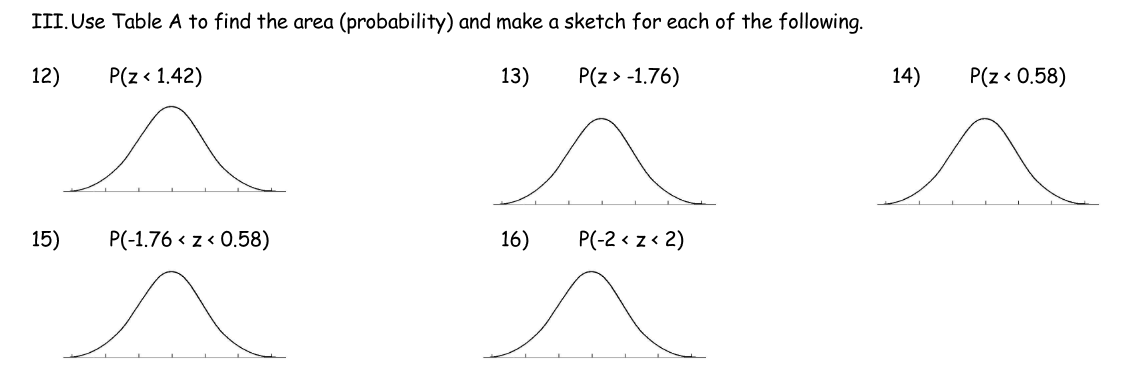 III.Use Table A to find the area (probability) and make a sketch for each of the following.
12) P(z < 1.42) 13) P(z > -1.76) 14) P(z < 0.58)
15) P(-1.76 < z < 0.58) 16) P(-2 < z < 2)